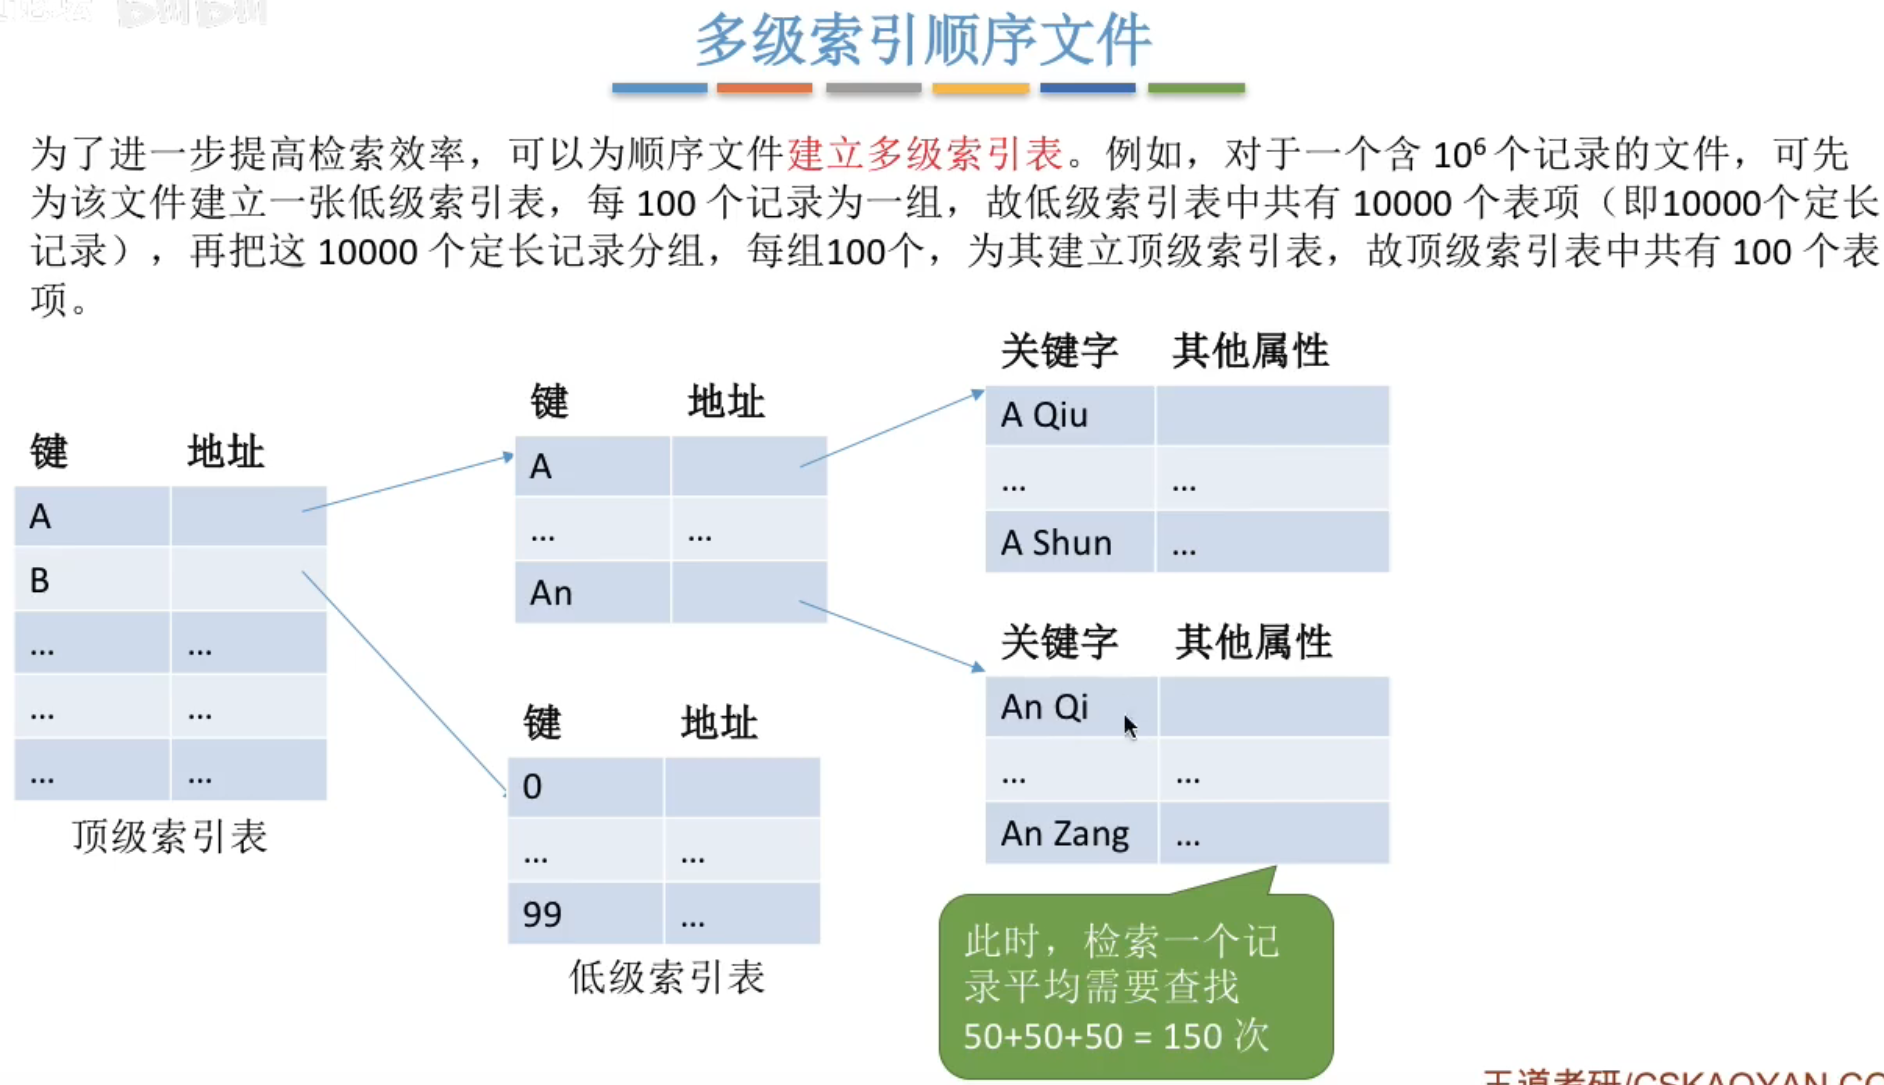 多级索引顺序文件
为了进一步提高检索效率，可以为顺序文件建立多级索引表。例如，对于一个含 10⁶ 个记录的文件，可先
为该文件建立一张低级索引表，每 100 个记录为一组，故低级索引表中共有 10000 个表项（即10000个定长
记录），再把这 10000 个定长记录分组，每组100个，为其建立顶级索引表，故顶级索引表中共有 100 个表
项。
键 地址
A
B
... ...
... ...
... ...
顶级索引表
键 地址
A
... ...
An
键 地址
0
... ...
99 ...
低级索引表
关键字 其他属性
A Qiu
... ...
A Shun ...
关键字 其他属性
An Qi
... ...
An Zang ...
此时，检索一个记
录平均需要查找
50+50+50 = 150 次
王道考研/CSKAOYAN.CO